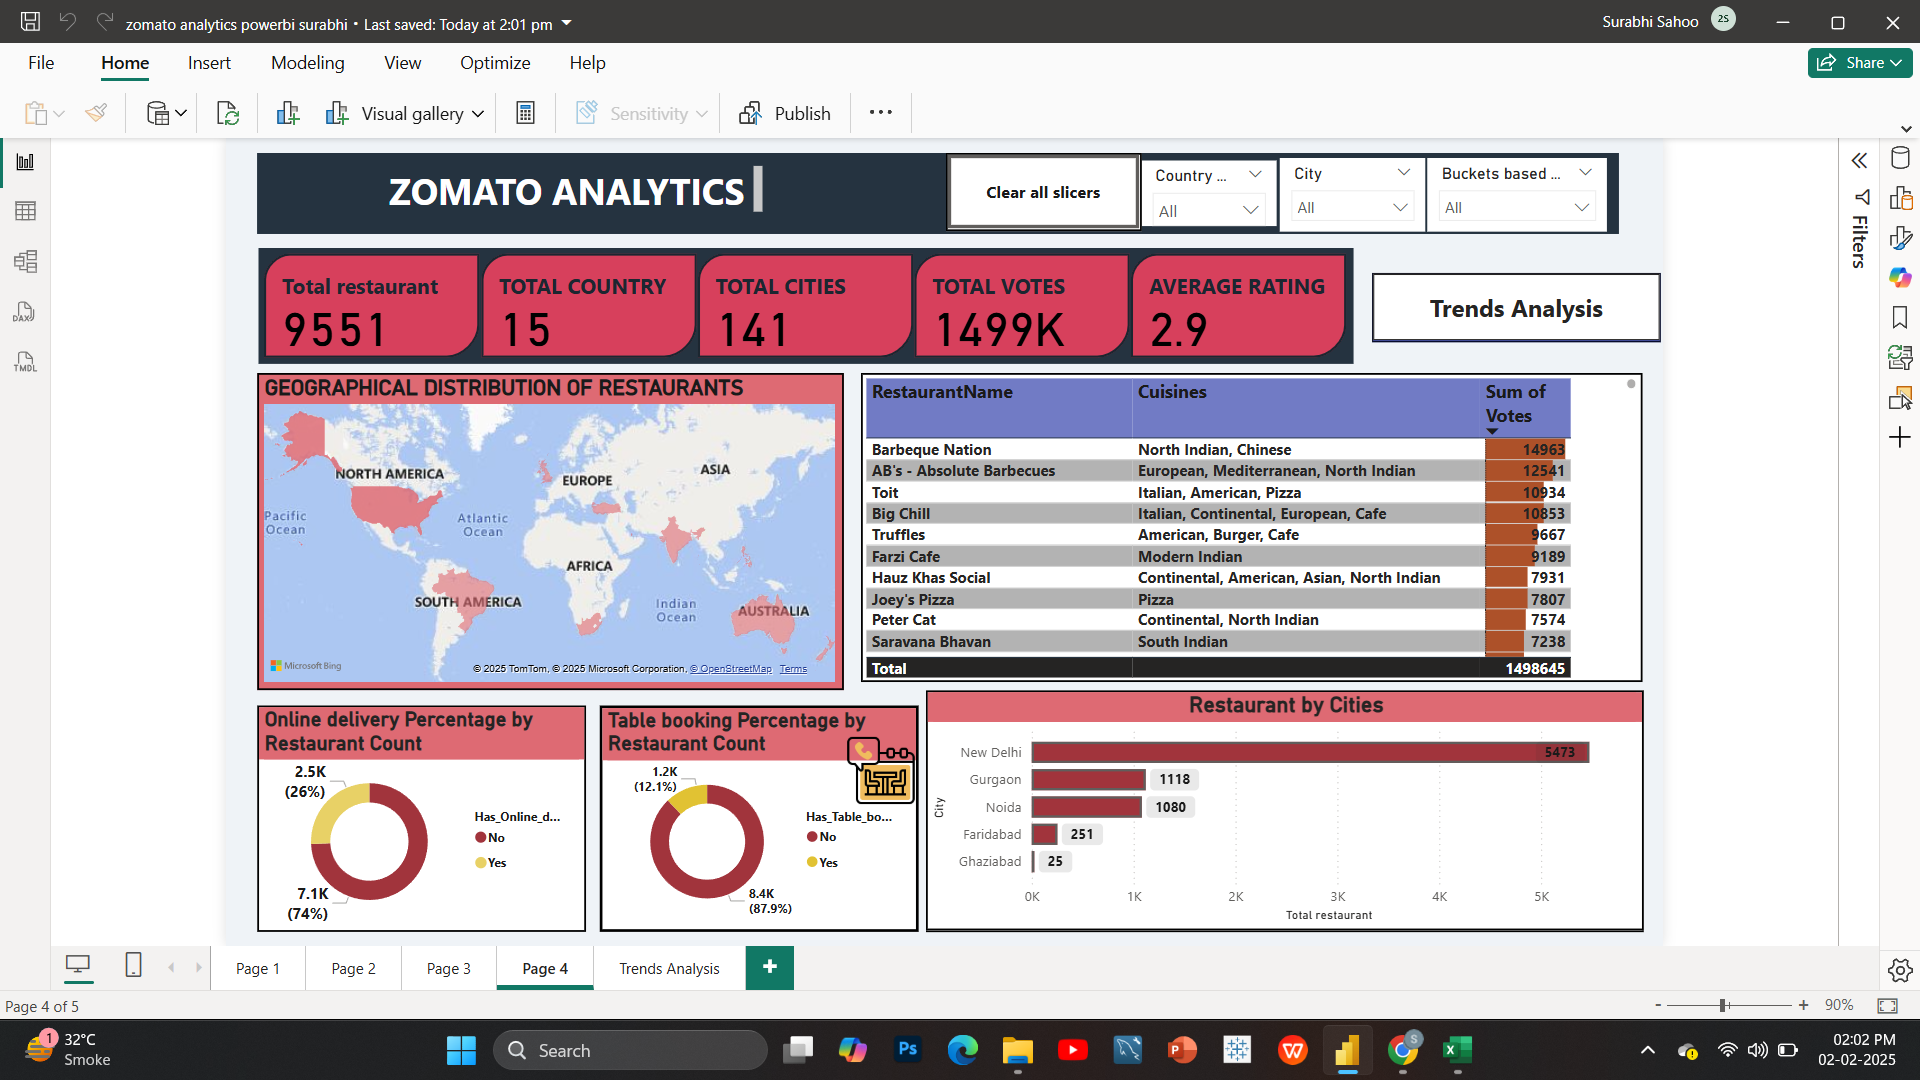 zomato analytics powerbi surabhi • Last saved: Today at 2:01 pm
Surabhi Sahoo
2S
File
Home
Insert
Modeling
View
Optimize
Help
Share
Visual gallery
Sensitivity
Publish
ZOMATO ANALYTICS
Clear all slicers
Country ...
All
City
All
Buckets based ...
All
Filters
DAX
TMDL
Total restaurant
9551
TOTAL COUNTRY
15
TOTAL CITIES
141
TOTAL VOTES
1499K
AVERAGE RATING
2.9
Trends Analysis
GEOGRAPHICAL DISTRIBUTION OF RESTAURANTS
NORTH AMERICA
EUROPE
ASIA
Pacific
Ocean
Atlantic
Ocean
AFRICA
SOUTH AMERICA
Indian
Ocean
AUSTRALIA
Microsoft Bing
© 2025 TomTom, © 2025 Microsoft Corporation, © OpenStreetMap Terms
RestaurantName Cuisines Sum of Votes
Barbeque Nation North Indian, Chinese 14963
AB's - Absolute Barbecues European, Mediterranean, North Indian 12541
Toit Italian, American, Pizza 10934
Big Chill Italian, Continental, European, Cafe 10853
Truffles American, Burger, Cafe 9667
Farzi Cafe Modern Indian 9189
Hauz Khas Social Continental, American, Asian, North Indian 7931
Joey's Pizza Pizza 7807
Peter Cat Continental, North Indian 7574
Saravana Bhavan South Indian 7238
Total 1498645
Online delivery Percentage by
Restaurant Count
2.5K
(26%)
7.1K
(74%)
Has_Online_d...
No
Yes
Table booking Percentage by
Restaurant Count
1.2K
(12.1%)
8.4K
(87.9%)
Has_Table_bo...
No
Yes
Restaurant by Cities
City
New Delhi 5473
Gurgaon 1118
Noida 1080
Faridabad 251
Ghaziabad 25
0K 1K 2K 3K 4K 5K
Total restaurant
Page 1
Page 2
Page 3
Page 4
Trends Analysis
+
Page 4 of 5
- + 90%
1
32°C
Smoke
Search
Ps
P
W
S
X
02:02 PM
02-02-2025